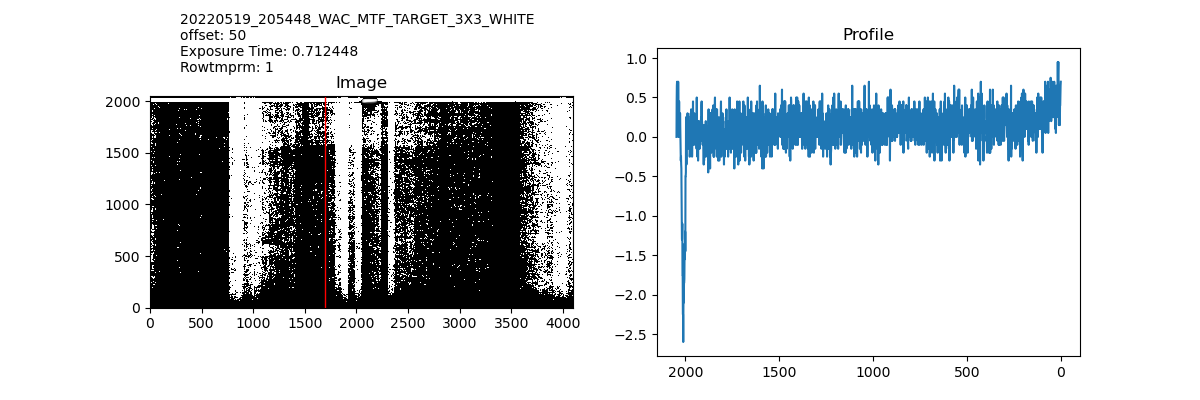 20220519_205448_WAC_MTF_TARGET_3X3_WHITE
offset: 50
Exposure Time: 0.712448
Rowtmprm: 1
Image
2000
1500
1000
500
0
0 500 1000 1500 2000 2500 3000 3500 4000
Profile
1.0
0.5
0.0
−0.5
−1.0
−1.5
−2.0
−2.5
2000 1500 1000 500 0